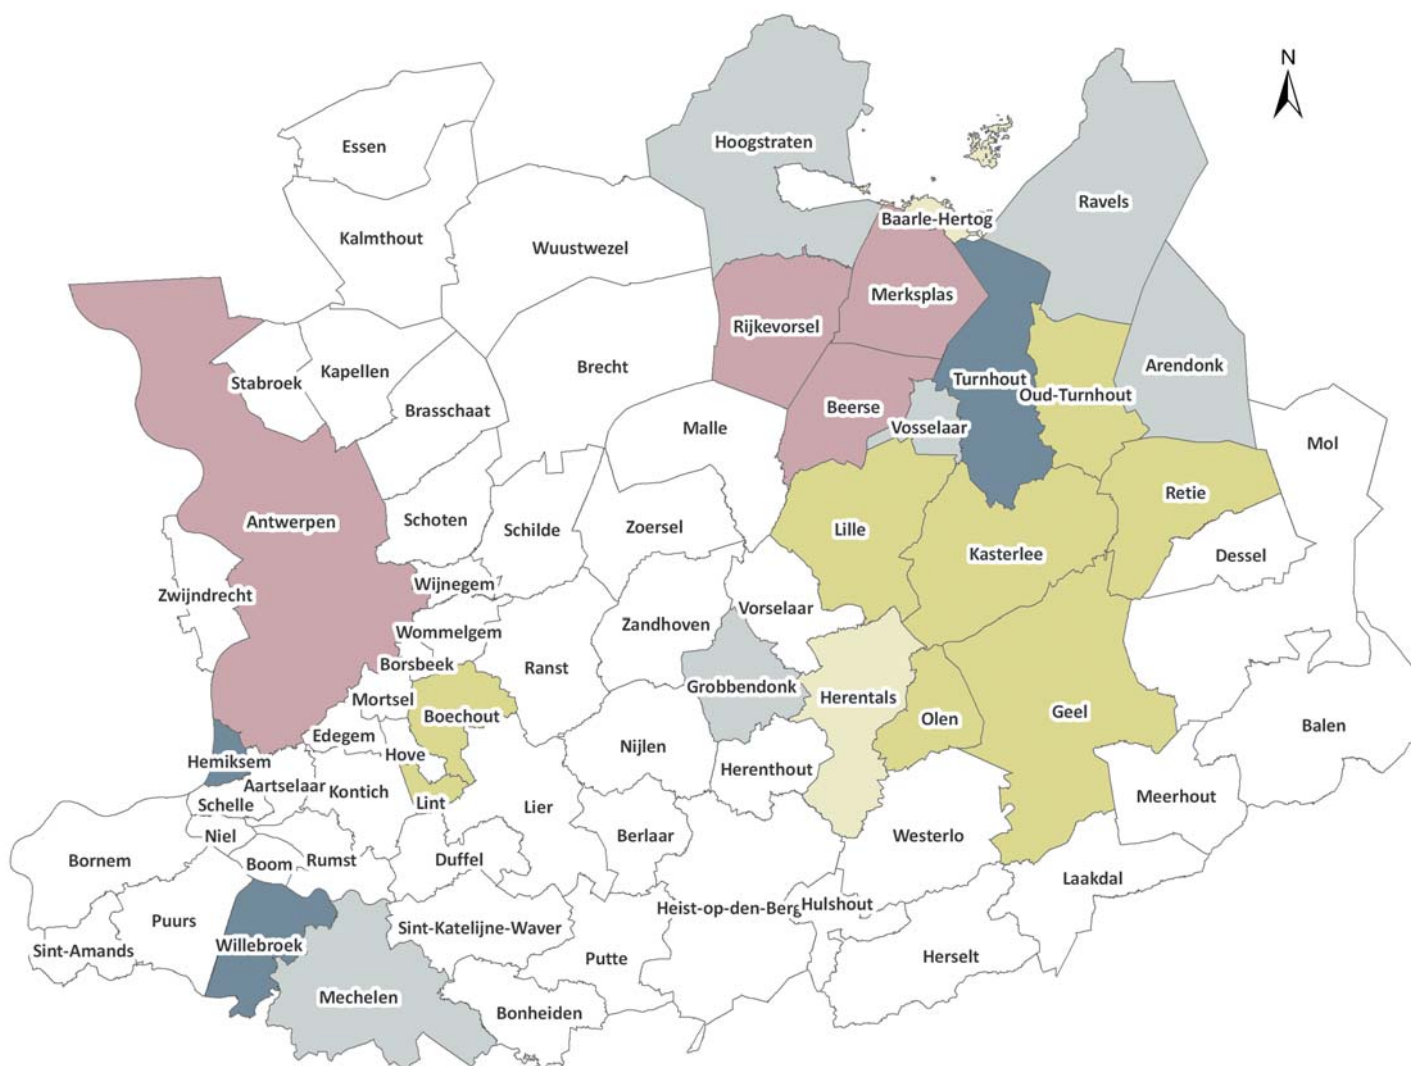 N
Essen
Hoogstraten
Ravels
Baarle-Hertog
Kalmthout
Wuustwezel
Merksplas
Rijkevorsel
Brecht
Stabroek
Kapellen
Turnhout
Arendonk
Oud-Turnhout
Brasschaat
Beerse
Malle
Vosselaar
Mol
Retie
Antwerpen
Schoten
Schilde
Zoersel
Lille
Kasterlee
Dessel
Wijnegem
Zwijndrecht
Vorselaar
Zandhoven
Wommelgem
Borsbeek
Ranst
Grobbendonk
Herentals
Mortsel
Boechout
Olen
Geel
Balen
Edegem
Hove
Nijlen
Hemiksem
Herenthout
Aartselaar
Kontich
Schelle
Lint
Lier
Meerhout
Niel
Berlaar
Westerlo
Bornem
Boom
Rumst
Duffel
Laakdal
Puurs
Heist-op-den-Berg
Hulshout
Sint-Katelijne-Waver
Willebroek
Sint-Amands
Putte
Herselt
Mechelen
Bonheiden